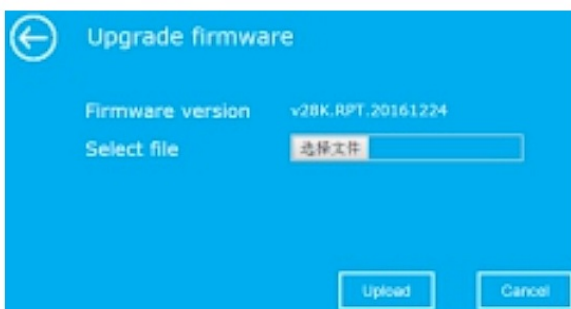 Upgrade firmware
Firmware version v28K.RPT.20161224
Select file 选择文件
Upload Cancel